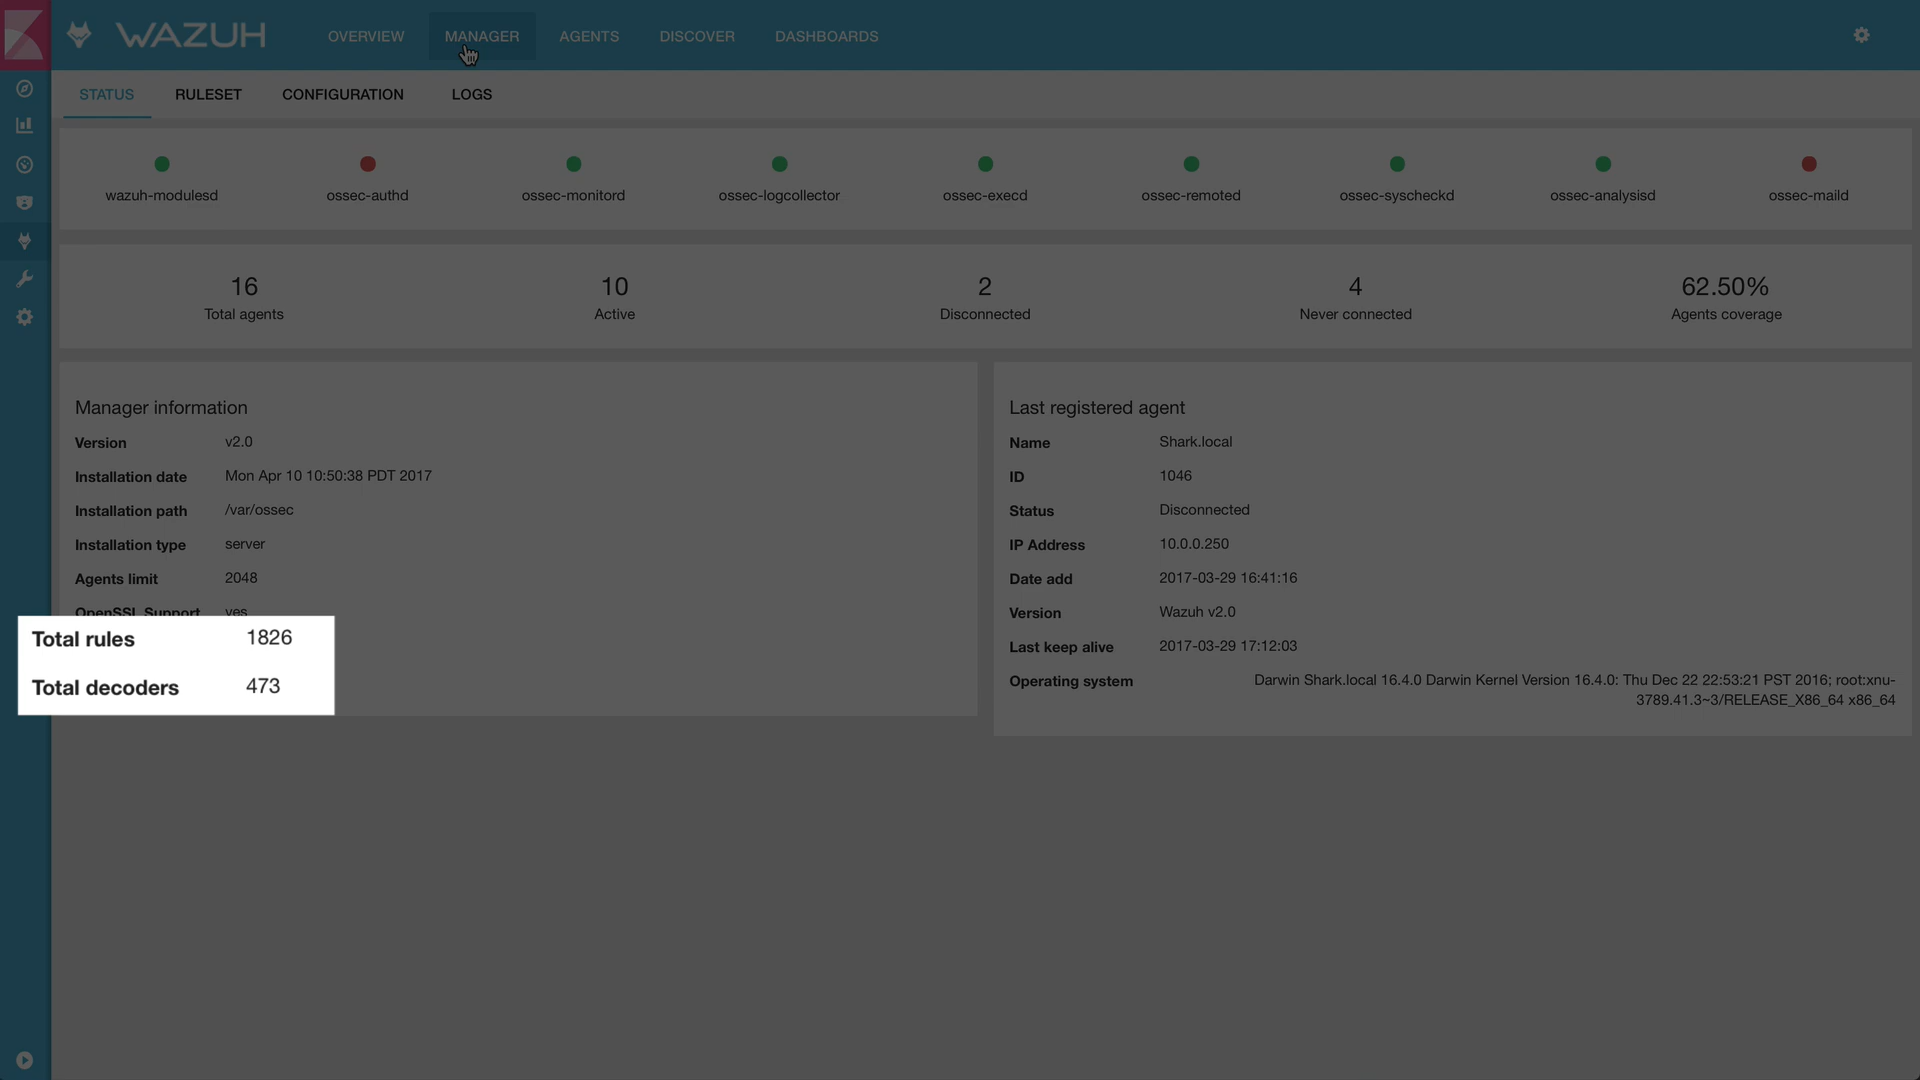 WAZUH
OVERVIEW MANAGER AGENTS DISCOVER DASHBOARDS
STATUS RULESET CONFIGURATION LOGS
wazuh-modulesd ossec-authd ossec-monitord ossec-logcollector ossec-execd ossec-remoted ossec-syscheckd ossec-analysisd ossec-maild
16 10 2 4 62.50%
Total agents Active Disconnected Never connected Agents coverage
Manager information
Version v2.0
Installation date Mon Apr 10 10:50:38 PDT 2017
Installation path /var/ossec
Installation type server
Agents limit 2048
OpenSSL Support yes
Total rules 1826
Total decoders 473
Last registered agent
Name Shark.local
ID 1046
Status Disconnected
IP Address 10.0.0.250
Date add 2017-03-29 16:41:16
Version Wazuh v2.0
Last keep alive 2017-03-29 17:12:03
Operating system Darwin Shark.local 16.4.0 Darwin Kernel Version 16.4.0: Thu Dec 22 22:53:21 PST 2016; root:xnu-
3789.41.3~3/RELEASE_X86_64 x86_64